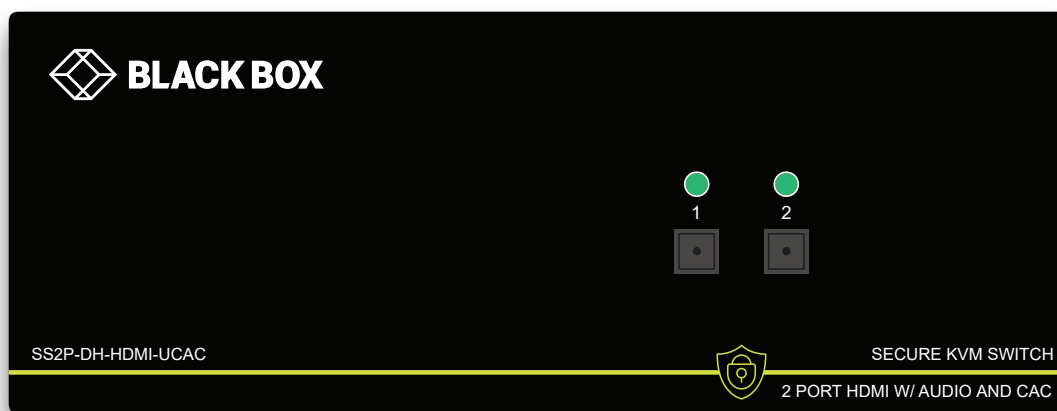 BLACK BOX
1 2
SS2P-DH-HDMI-UCAC
SECURE KVM SWITCH
2 PORT HDMI W/ AUDIO AND CAC